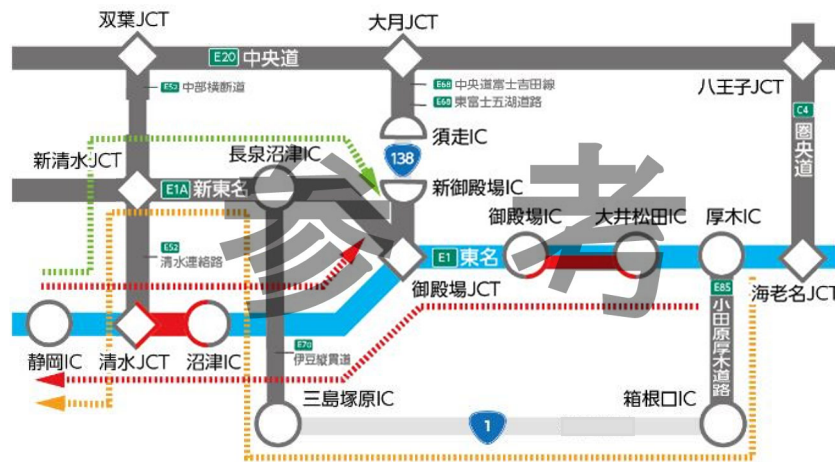 双葉JCT
大月JCT
E20 中央道
八王子JCT
E52 中部横断道
E68 中央道富士吉田線
E68 東富士五湖道路
C4
圏央道
須走IC
138
新清水JCT
長泉沼津IC
E1A 新東名
新御殿場IC
御殿場IC
大井松田IC
厚木IC
参考
E52
清水連絡路
E1 東名
御殿場JCT
海老名JCT
E85
小田原厚木道路
静岡IC
清水JCT
沼津IC
E70
伊豆縦貫道
三島塚原IC
1
箱根口IC